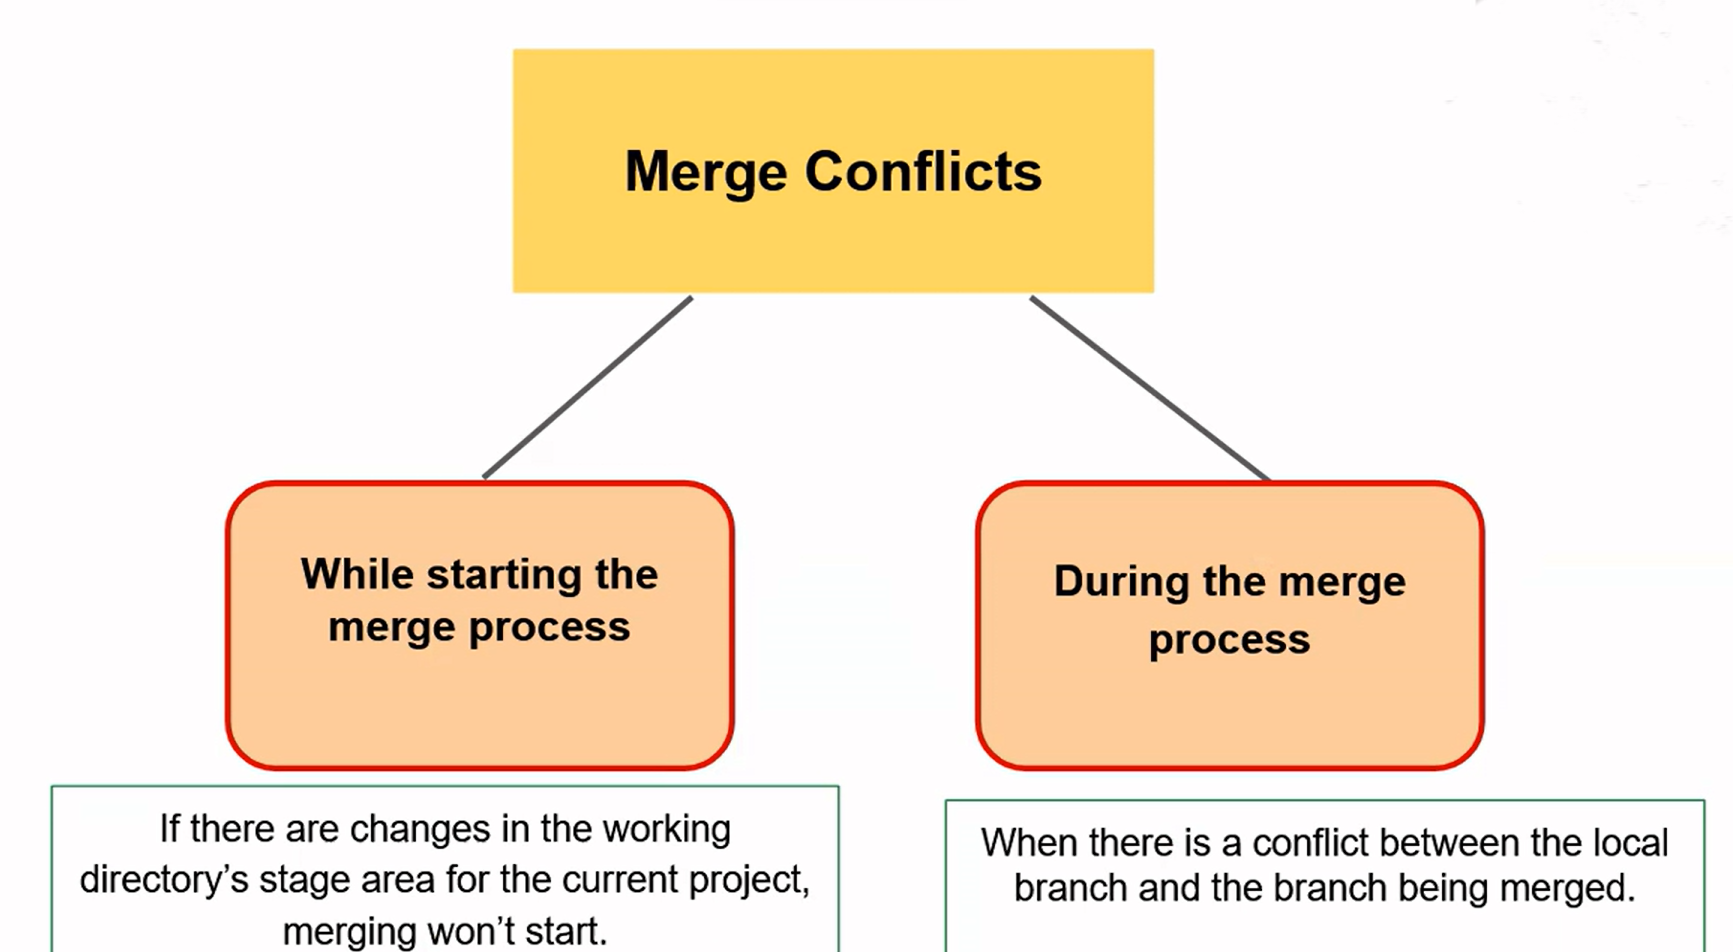 Merge Conflicts
While starting the
merge process
During the merge
process
If there are changes in the working
directory’s stage area for the current project,
merging won’t start.
When there is a conflict between the local
branch and the branch being merged.